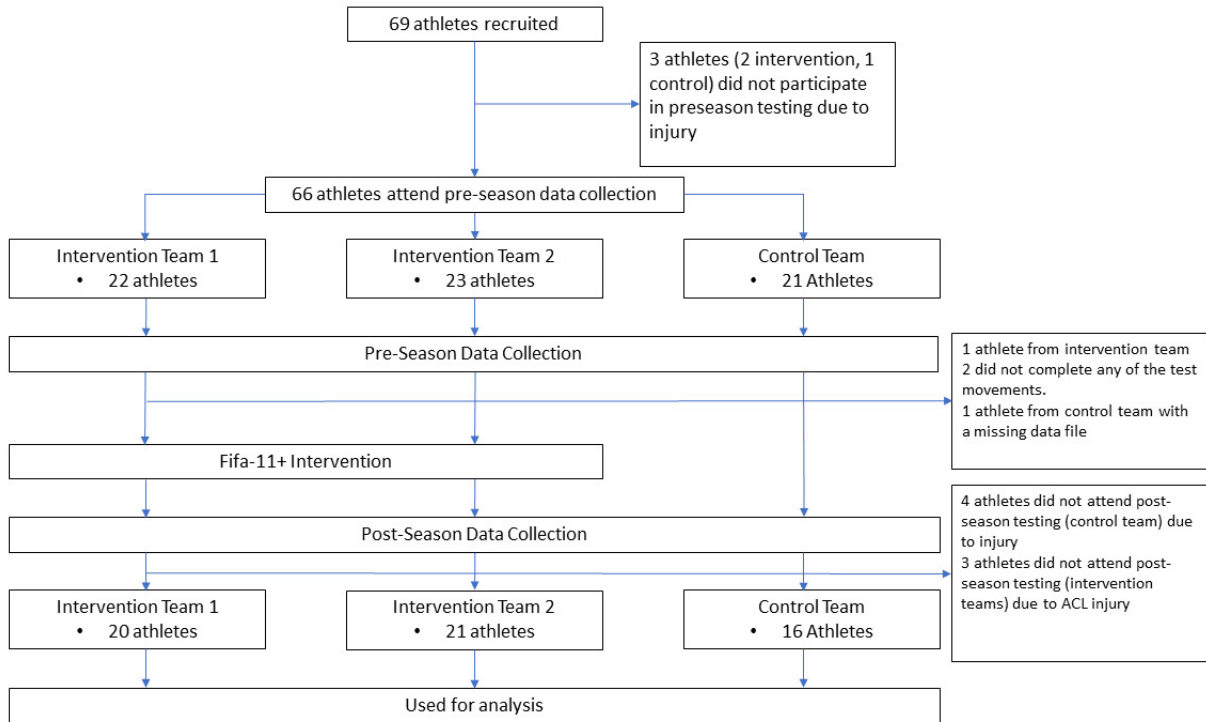 69 athletes recruited
3 athletes (2 intervention, 1
control) did not participate
in preseason testing due to
injury
66 athletes attend pre-season data collection
Intervention Team 1
• 22 athletes
Intervention Team 2
• 23 athletes
Control Team
• 21 Athletes
Pre-Season Data Collection
1 athlete from intervention team
2 did not complete any of the test
movements.
1 athlete from control team with
a missing data file
Fifa-11+ Intervention
4 athletes did not attend post-
season testing (control team) due
to injury
3 athletes did not attend post-
season testing (intervention
teams) due to ACL injury
Post-Season Data Collection
Intervention Team 1
• 20 athletes
Intervention Team 2
• 21 athletes
Control Team
• 16 Athletes
Used for analysis